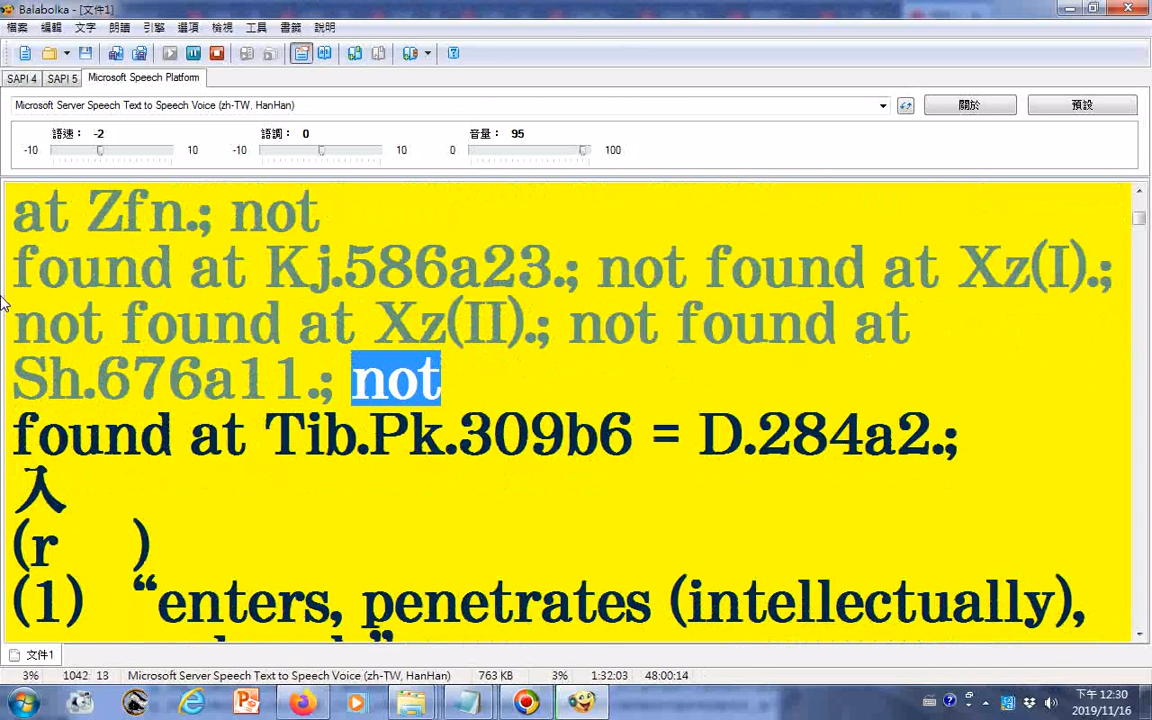 Balabolka - [文件1]
檔案 編輯 文字 朗讀 引擎 選項 檢視 工具 書籤 說明
SAPI 4 SAPI 5 Microsoft Speech Platform
Microsoft Server Speech Text to Speech Voice (zh-TW, HanHan) 關於 預設
語速： -2 語調： 0 音量： 95
-10 10 -10 10 0 100
at Zfn.; not
found at Kj.586a23.; not found at Xz(I).;
not found at Xz(II).; not found at
Sh.676a11.; not
found at Tib.Pk.309b6 = D.284a2.;
入
(r )
(1) “enters, penetrates (intellectually),
文件1
3% 1042: 13 Microsoft Server Speech Text to Speech Voice (zh-TW, HanHan) 763 KB 3% 1:32:03 48:00:14
下午 12:30
2019/11/16